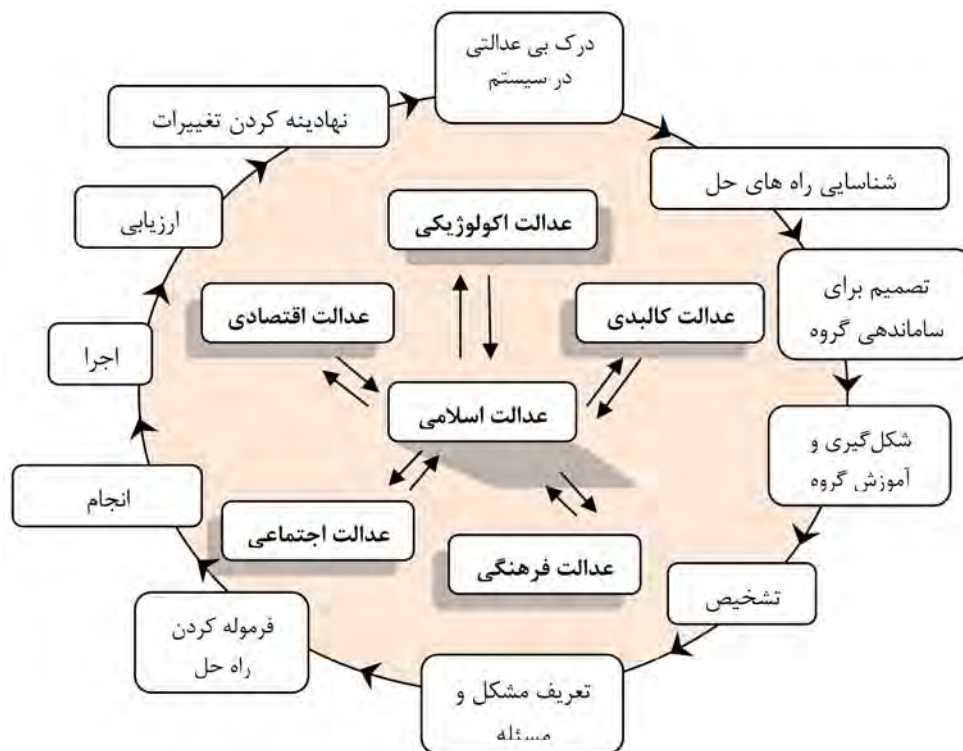 درک بی عدالتی
در سیستم
شناسایی راه های حل
تصمیم برای
ساماندهی گروه
شکل‌گیری و
آموزش گروه
تشخیص
تعریف مشکل و
مسئله
فرموله کردن
راه حل
انجام
اجرا
ارزیابی
نهادینه کردن تغییرات
عدالت اکولوژیکی
عدالت کالبدی
عدالت اقتصادی
عدالت اسلامی
عدالت اجتماعی
عدالت فرهنگی